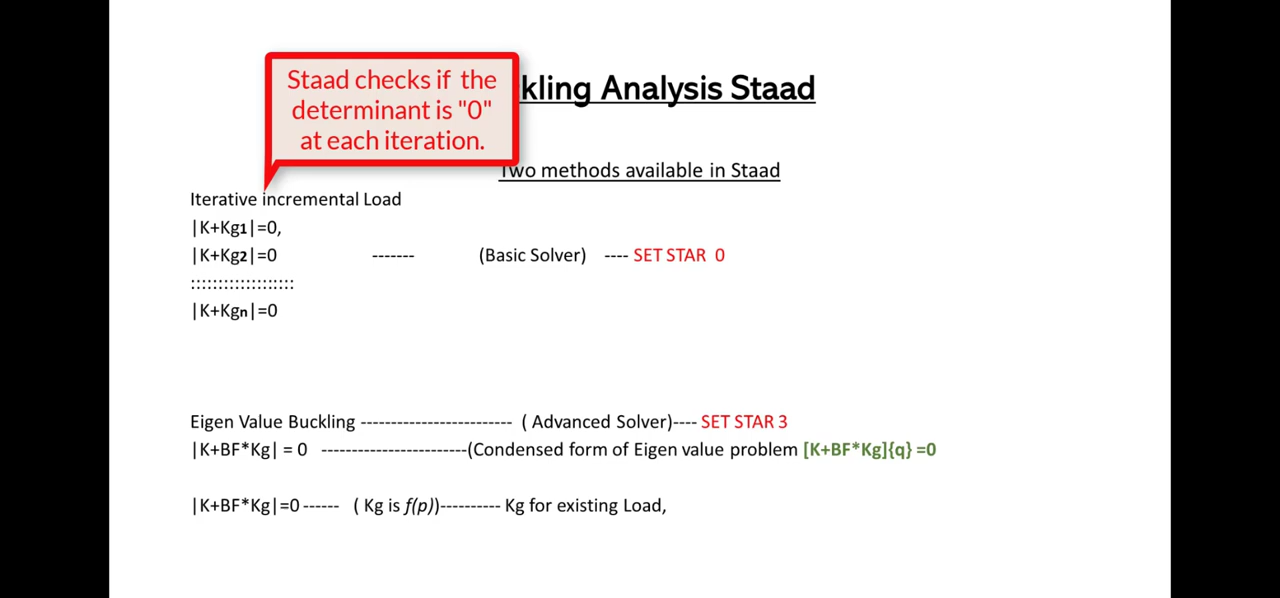 Staad checks if the
determinant is "0"
at each iteration.
kling Analysis Staad
Two methods available in Staad
Iterative incremental Load
|K+Kg1|=0,
|K+Kg2|=0 ------- (Basic Solver) ---- SET STAR 0
:::::::::::::::::::
|K+Kgn|=0
Eigen Value Buckling ------------------------- ( Advanced Solver)---- SET STAR 3
|K+BF*Kg| = 0 ------------------------(Condensed form of Eigen value problem [K+BF*Kg]{q} =0
|K+BF*Kg|=0 ------ ( Kg is f(p))---------- Kg for existing Load,